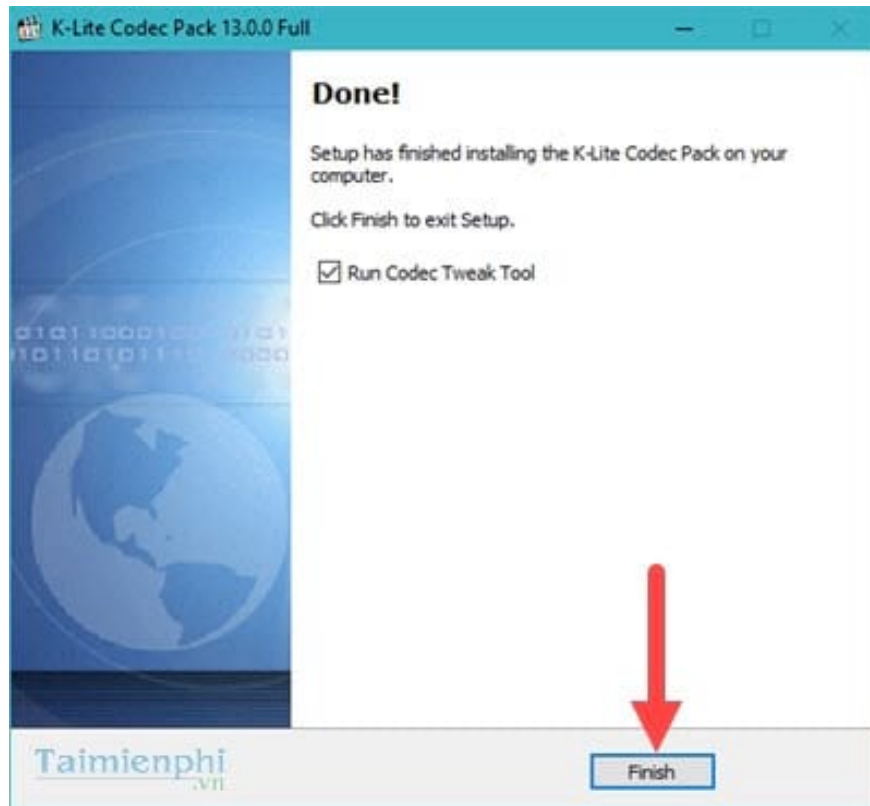 K-Lite Codec Pack 13.0.0 Full
Done!
Setup has finished installing the K-Lite Codec Pack on your
computer.
Click Finish to exit Setup.
Run Codec Tweak Tool
Taimienphi
.vn
Finish